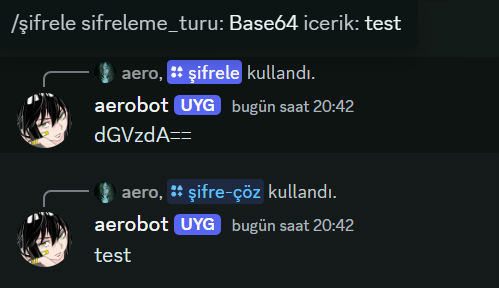 /şifrele sifreleme_turu: Base64 icerik: test
aero, şifrele kullandı.
aerobot UYG bugün saat 20:42
dGVzdA==
aero, şifre-çöz kullandı.
aerobot UYG bugün saat 20:42
test